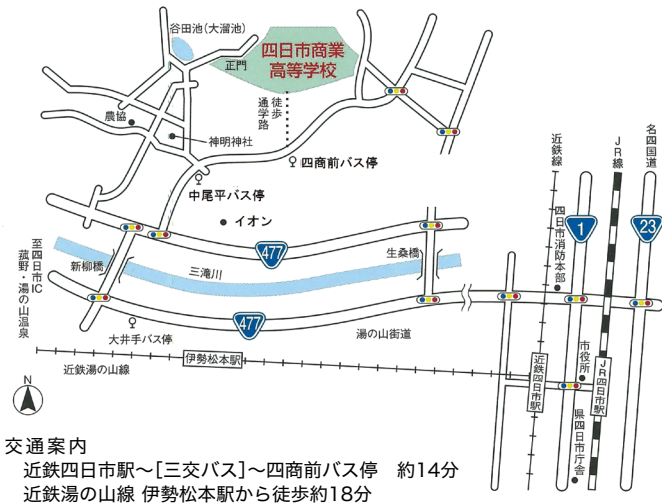 谷田池(大溜池)
正門
四日市商業
高等学校
徒歩
通学路
農協
神明神社
四商前バス停
中尾平バス停
イオン
477
新柳橋
三滝川
生桑橋
至四日市IC
菰野・湯の山温泉
大井手バス停
477
湯の山街道
近鉄湯の山線
伊勢松本駅
近鉄線
四日市消防本部
1
JR線
名四国道
23
近鉄四日市駅
市役所
JR四日市駅
県四日市庁舎
N
交通案内
近鉄四日市駅~[三交バス]~四商前バス停 約14分
近鉄湯の山線 伊勢松本駅から徒歩約18分